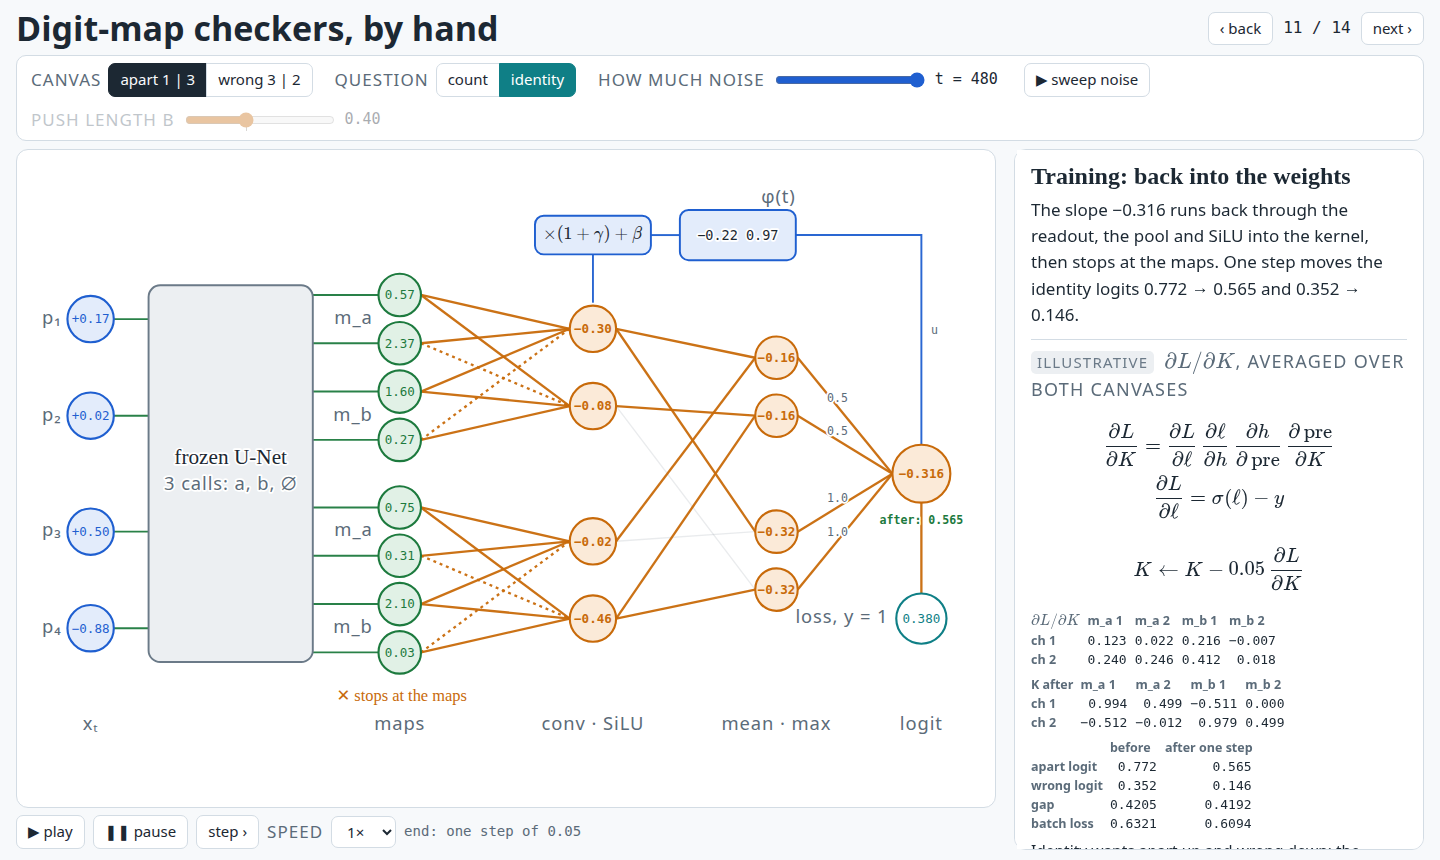 Digit-map checkers, by hand
‹ back 11 / 14 next ›
CANVAS apart 1 | 3 wrong 3 | 2 QUESTION count identity HOW MUCH NOISE t = 480 ▶ sweep noise
PUSH LENGTH B 0.40
φ(t)
×(1 + γ) + β −0.22 0.97
p₁ +0.17
p₂ +0.02
p₃ +0.50
p₄ −0.88
frozen U-Net
3 calls: a, b, ∅
m_a
m_b
m_a
m_b
0.57
2.37
1.60
0.27
0.75
0.31
2.10
0.03
−0.30
−0.08
−0.02
−0.46
−0.16
−0.16
−0.32
−0.32
0.5
0.5
1.0
1.0
u
−0.316
after: 0.565
loss, y = 1 0.380
✕ stops at the maps
xₜ maps conv · SiLU mean · max logit
▶ play ❚❚ pause step › SPEED 1× end: one step of 0.05
Training: back into the weights
The slope −0.316 runs back through the
readout, the pool and SiLU into the kernel,
then stops at the maps. One step moves the
identity logits 0.772 → 0.565 and 0.352 →
0.146.
ILLUSTRATIVE ∂L/∂K, AVERAGED OVER
BOTH CANVASES
∂L/∂K = ∂L/∂ℓ ∂ℓ/∂h ∂h/∂ pre ∂ pre/∂K
∂L/∂ℓ = σ(ℓ) − y
K ← K − 0.05 ∂L/∂K
∂L/∂K m_a 1 m_a 2 m_b 1 m_b 2
ch 1 0.123 0.022 0.216 −0.007
ch 2 0.240 0.246 0.412 0.018
K after m_a 1 m_a 2 m_b 1 m_b 2
ch 1 0.994 0.499 −0.511 0.000
ch 2 −0.512 −0.012 0.979 0.499
before after one step
apart logit 0.772 0.565
wrong logit 0.352 0.146
gap 0.4205 0.4192
batch loss 0.6321 0.6094